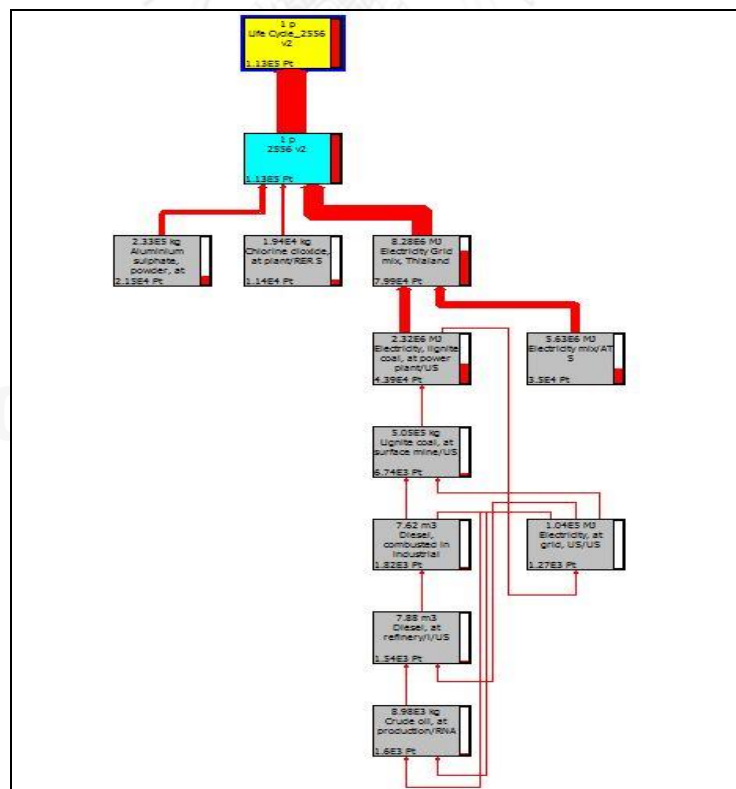 1 p
Life Cycle_2556
v2
1.13E5 Pt
1 p
2556 v2
1.13E5 Pt
2.33E5 kg
Aluminium
sulphate,
powder, at
2.15E4 Pt
1.94E4 kg
Chlorine dioxide,
at plant/RER S
1.14E4 Pt
8.28E6 MJ
Electricity Grid
mix, Thialand
7.99E4 Pt
2.32E6 MJ
Electricity, lignite
coal, at power
plant/US
4.39E4 Pt
5.63E6 MJ
Electricity mix/AT
S
3.5E4 Pt
5.05E5 kg
Lignite coal, at
surface mine/US
6.74E3 Pt
7.62 m3
Diesel,
combusted in
industrial
1.82E3 Pt
1.04E5 MJ
Electricity, at
grid, US/US
1.27E3 Pt
7.88 m3
Diesel, at
refinery/l/US
1.54E3 Pt
8.98E3 kg
Crude oil, at
production/RNA
1.6E3 Pt